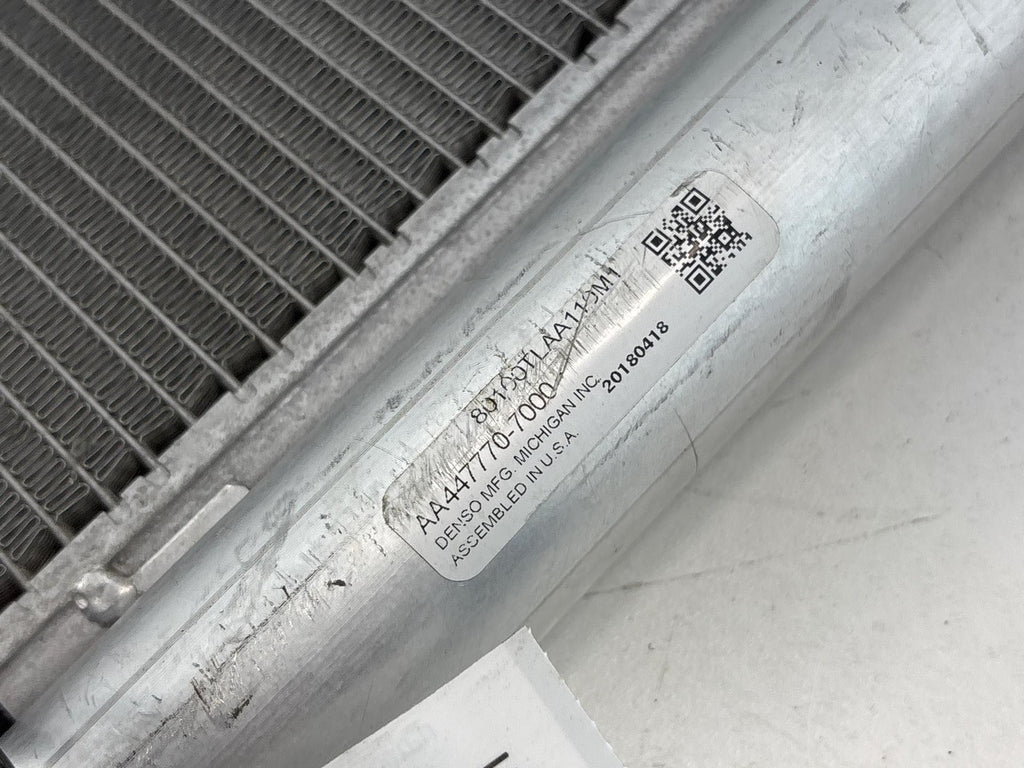 80100TLAA110M1
AA447770-7000
DENSO MFG. MICHIGAN INC.
ASSEMBLED IN U.S.A.
20180418